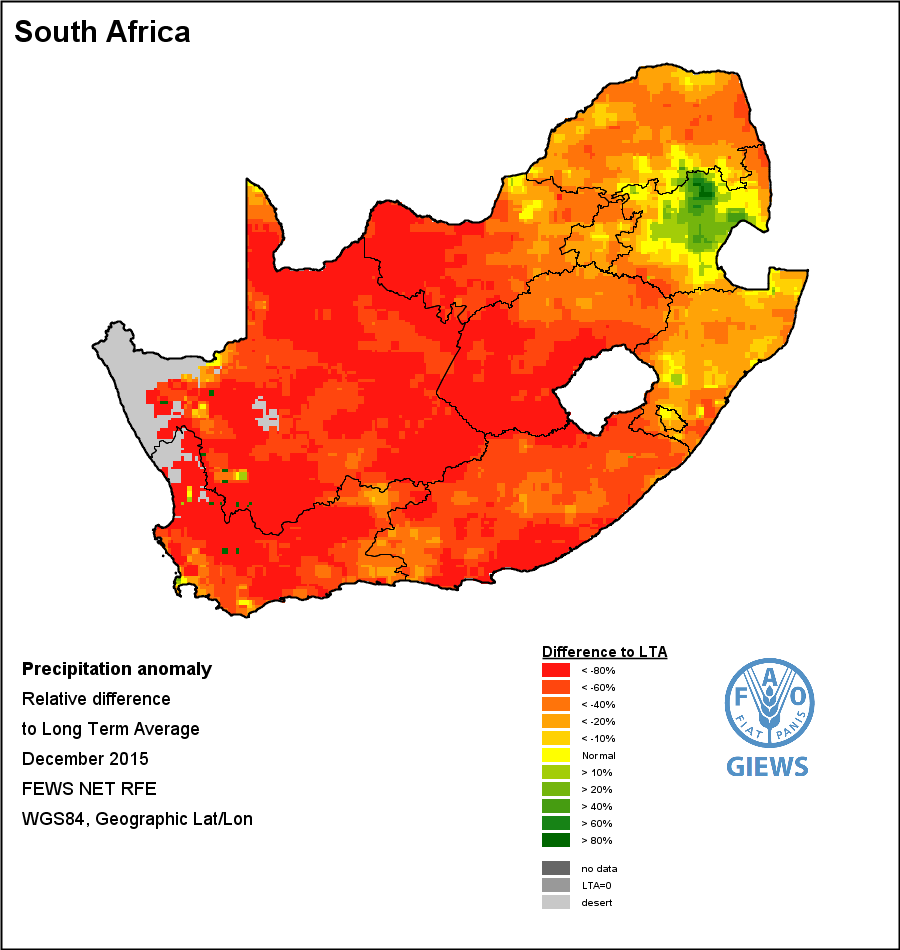 South Africa
Precipitation anomaly
Relative difference
to Long Term Average
December 2015
FEWS NET RFE
WGS84, Geographic Lat/Lon
Difference to LTA
< -80%
< -60%
< -40%
< -20%
< -10%
Normal
> 10%
> 20%
> 40%
> 60%
> 80%
no data
LTA=0
desert
F A O
FIAT PANIS
GIEWS